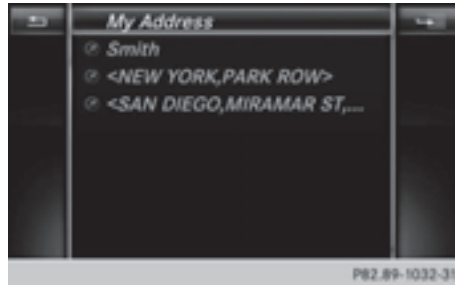 My Address
Smith
<NEW YORK,PARK ROW>
<SAN DIEGO,MIRAMAR ST,...
P82.89-1032-31